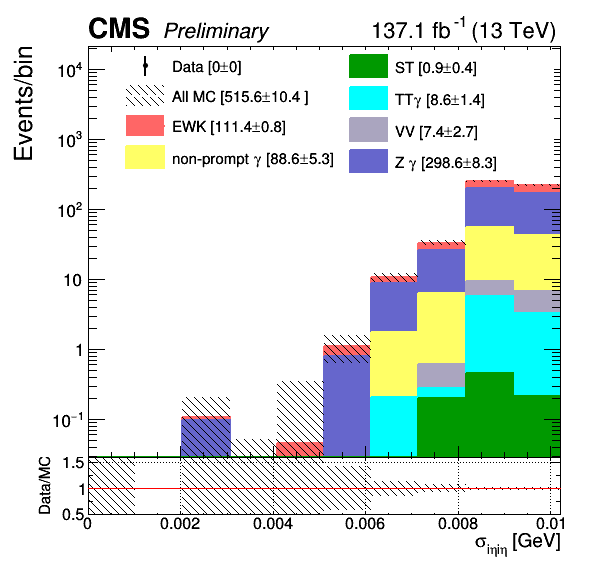 CMS Preliminary 137.1 fb⁻¹ (13 TeV)
Events/bin
10⁴
10³
10²
10
1
10⁻¹
Data [0±0]
All MC [515.6±10.4 ]
EWK [111.4±0.8]
non-prompt γ [88.6±5.3]
ST [0.9±0.4]
TTγ [8.6±1.4]
VV [7.4±2.7]
Z γ [298.6±8.3]
Data/MC
1.5
1
0.5
0 0.002 0.004 0.006 0.008 0.01
σiηiη [GeV]